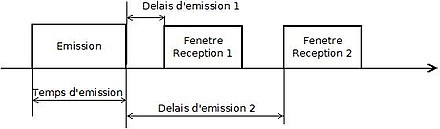 Delais d'emission 1
Emission
Fenetre
Reception 1
Fenetre
Reception 2
Temps d'emission
Delais d'emission 2